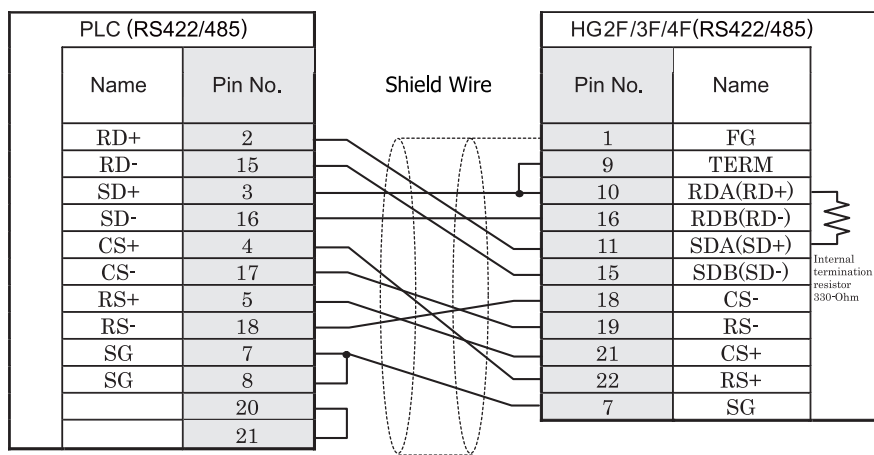 PLC (RS422/485)
Name Pin No.
RD+ 2
RD- 15
SD+ 3
SD- 16
CS+ 4
CS- 17
RS+ 5
RS- 18
SG 7
SG 8
20
21
Shield Wire
HG2F/3F/4F(RS422/485)
Pin No. Name
1 FG
9 TERM
10 RDA(RD+)
16 RDB(RD-)
11 SDA(SD+)
15 SDB(SD-)
18 CS-
19 RS-
21 CS+
22 RS+
7 SG
Internal
termination
resistor
330-Ohm